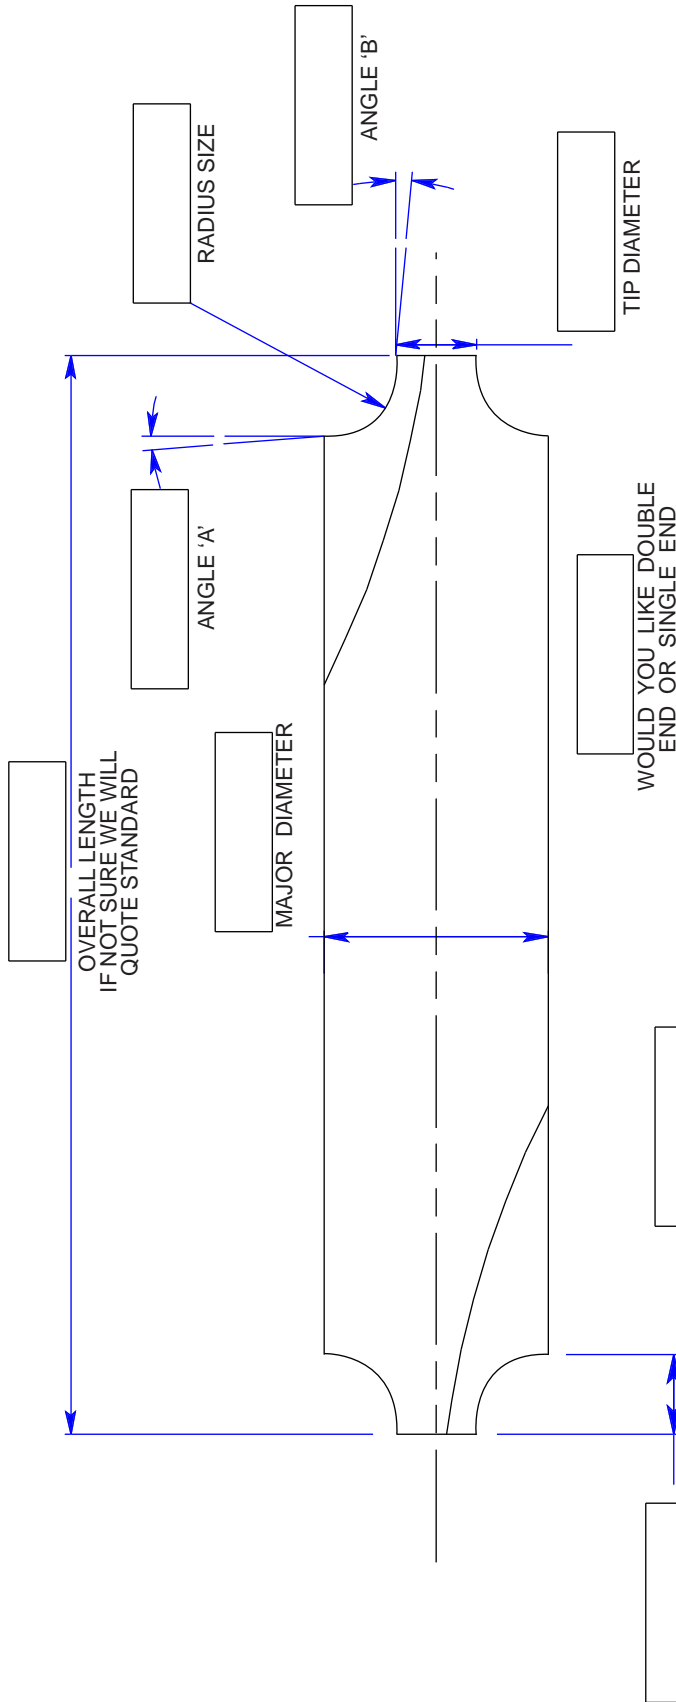 OVERALL LENGTH
IF NOT SURE WE WILL
QUOTE STANDARD
RADIUS SIZE
ANGLE ‘B’
ANGLE ‘A’
MAJOR DIAMETER
TIP DIAMETER
WOULD YOU LIKE DOUBLE
END OR SINGLE END